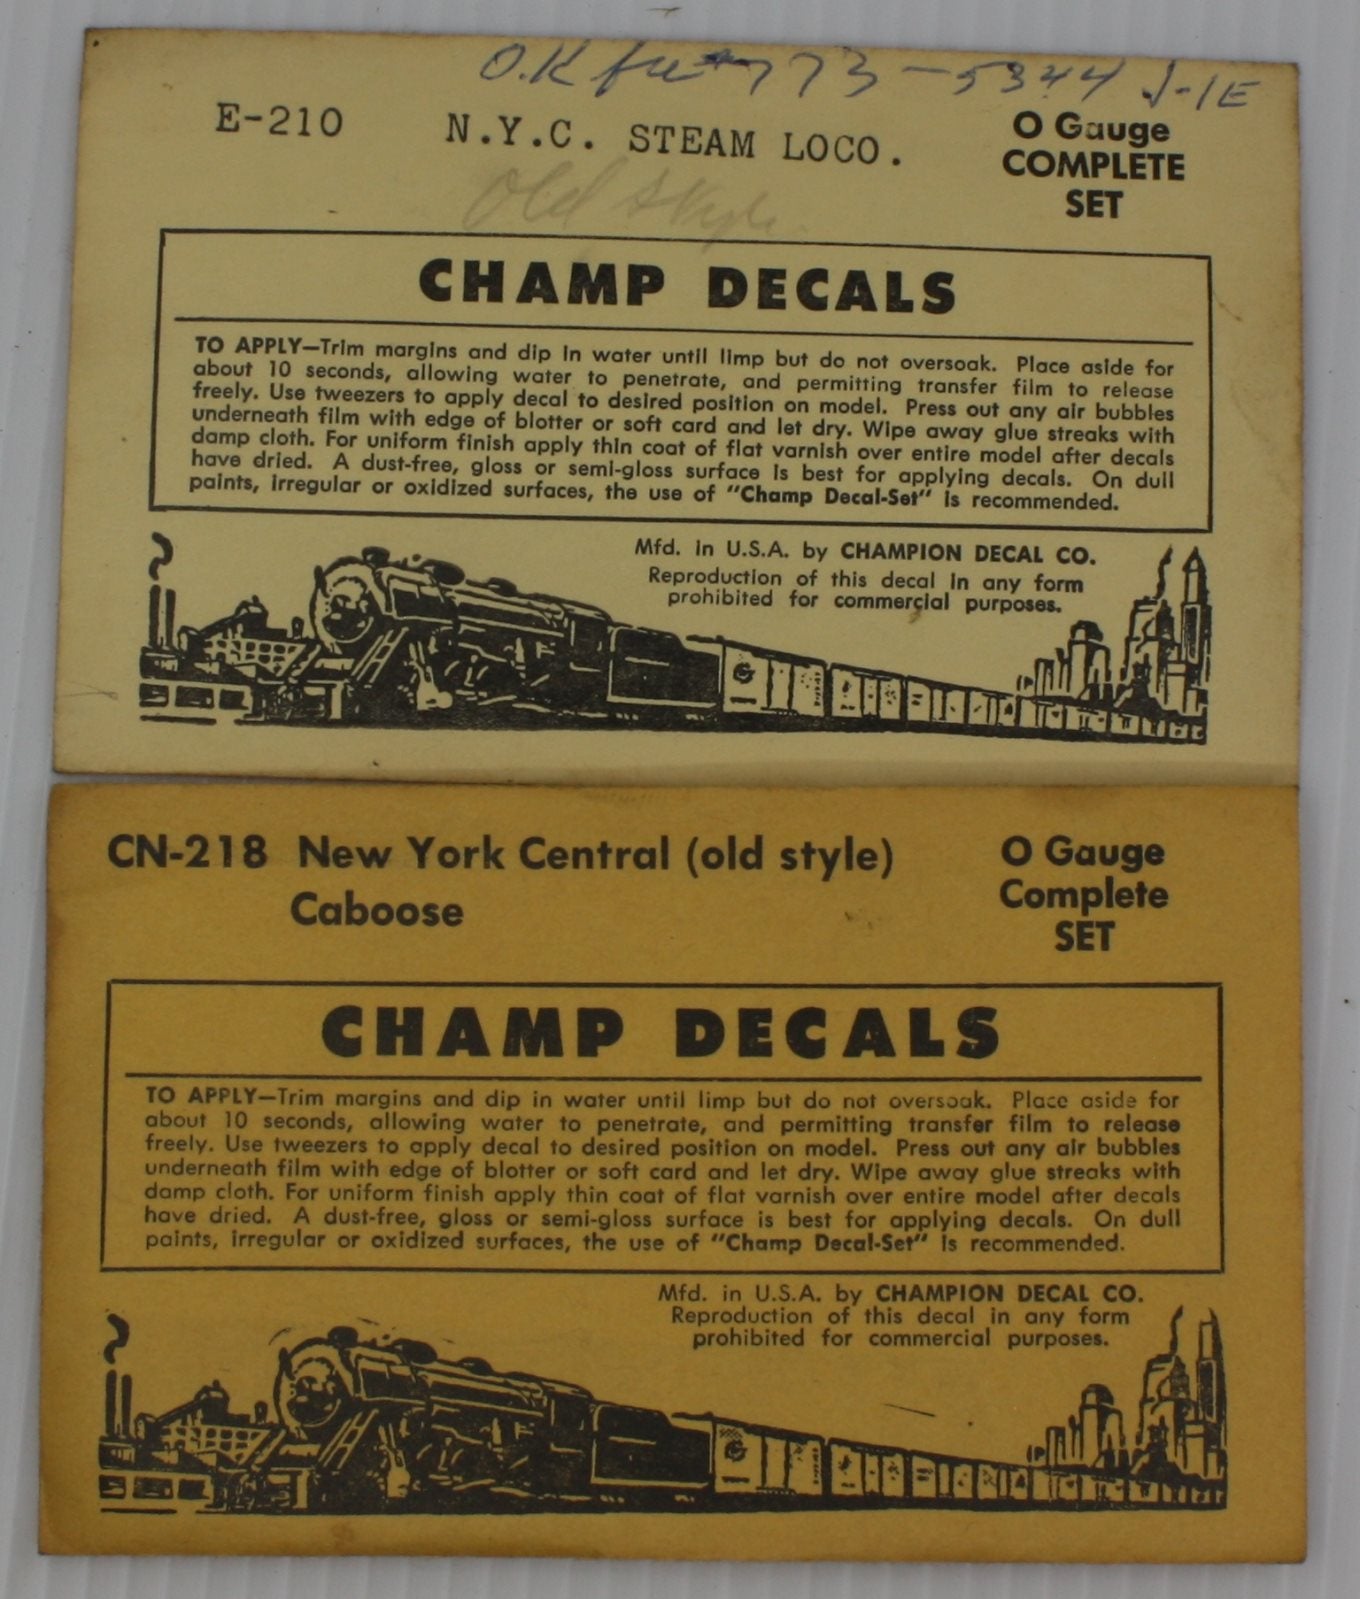 O.K for #773-5344 J-1E
E-210 N.Y.C. STEAM LOCO.
O Gauge
COMPLETE
SET
Old Style
CHAMP DECALS
TO APPLY—Trim margins and dip in water until limp but do not oversoak. Place aside for
about 10 seconds, allowing water to penetrate, and permitting transfer film to release
freely. Use tweezers to apply decal to desired position on model. Press out any air bubbles
underneath film with edge of blotter or soft card and let dry. Wipe away glue streaks with
damp cloth. For uniform finish apply thin coat of flat varnish over entire model after decals
have dried. A dust-free, gloss or semi-gloss surface is best for applying decals. On dull
paints, irregular or oxidized surfaces, the use of "Champ Decal-Set" is recommended.
Mfd. in U.S.A. by CHAMPION DECAL CO.
Reproduction of this decal in any form
prohibited for commercial purposes.
CN-218 New York Central (old style)
Caboose
O Gauge
Complete
SET
CHAMP DECALS
TO APPLY—Trim margins and dip in water until limp but do not oversoak. Place aside for
about 10 seconds, allowing water to penetrate, and permitting transfer film to release
freely. Use tweezers to apply decal to desired position on model. Press out any air bubbles
underneath film with edge of blotter or soft card and let dry. Wipe away glue streaks with
damp cloth. For uniform finish apply thin coat of flat varnish over entire model after decals
have dried. A dust-free, gloss or semi-gloss surface is best for applying decals. On dull
paints, irregular or oxidized surfaces, the use of "Champ Decal-Set" is recommended.
Mfd. in U.S.A. by CHAMPION DECAL CO.
Reproduction of this decal in any form
prohibited for commercial purposes.